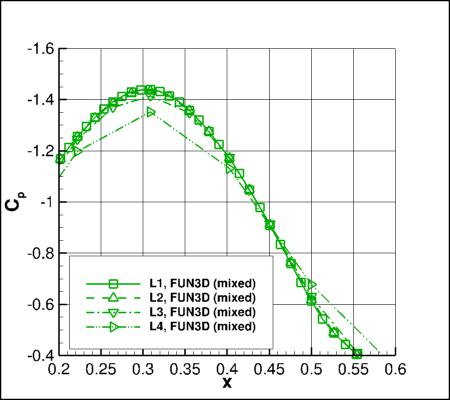 -1.6
-1.4
-1.2
-1
-0.8
-0.6
-0.4
Cp
L1, FUN3D (mixed)
L2, FUN3D (mixed)
L3, FUN3D (mixed)
L4, FUN3D (mixed)
0.2 0.25 0.3 0.35 0.4 0.45 0.5 0.55 0.6
x